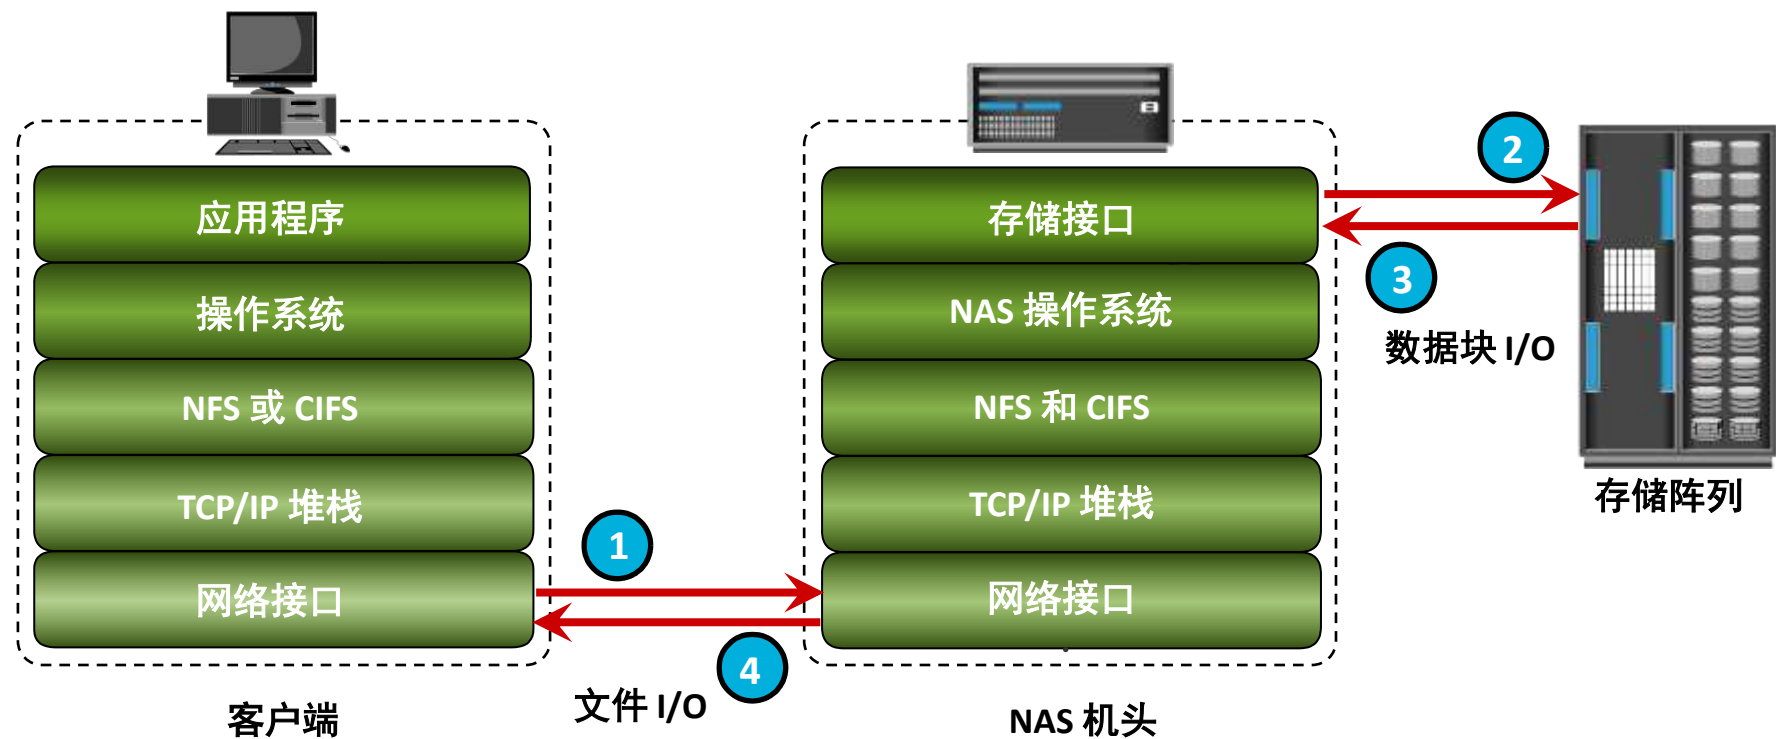 应用程序
操作系统
NFS 或 CIFS
TCP/IP 堆栈
网络接口
客户端
1
4
文件 I/O
存储接口
NAS 操作系统
NFS 和 CIFS
TCP/IP 堆栈
网络接口
NAS 机头
2
3
数据块 I/O
存储阵列